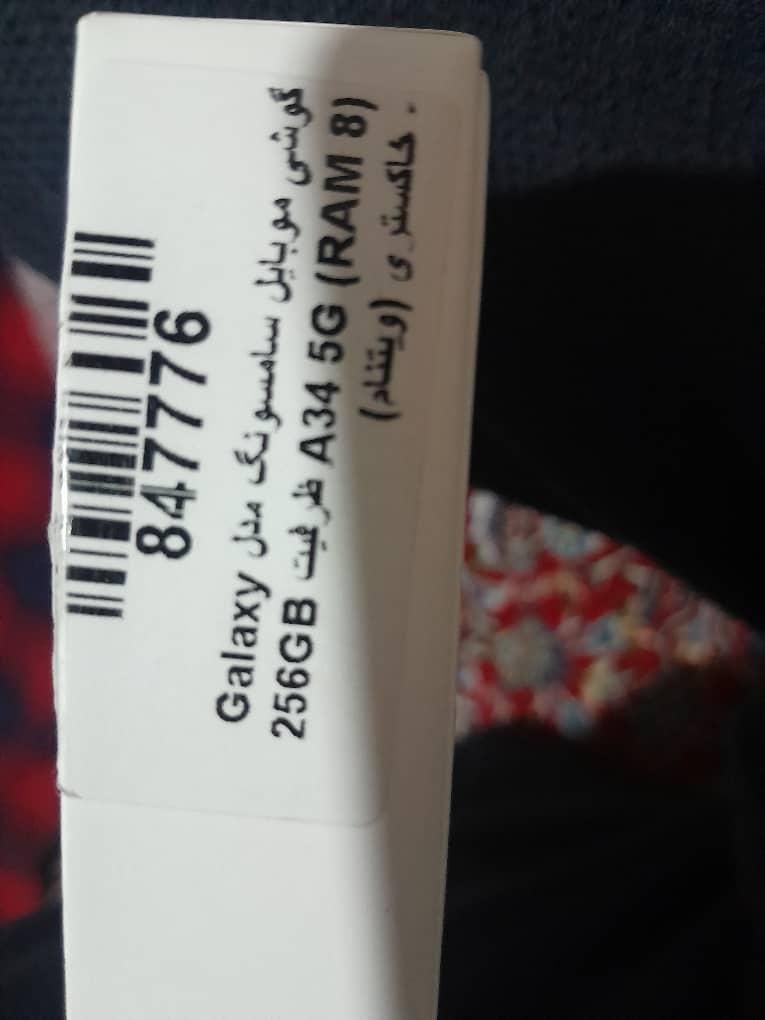 847776
گوشی موبایل سامسونگ مدل Galaxy
A34 5G (RAM 8) ظرفیت 256GB
- خاکستری (ویتنام)